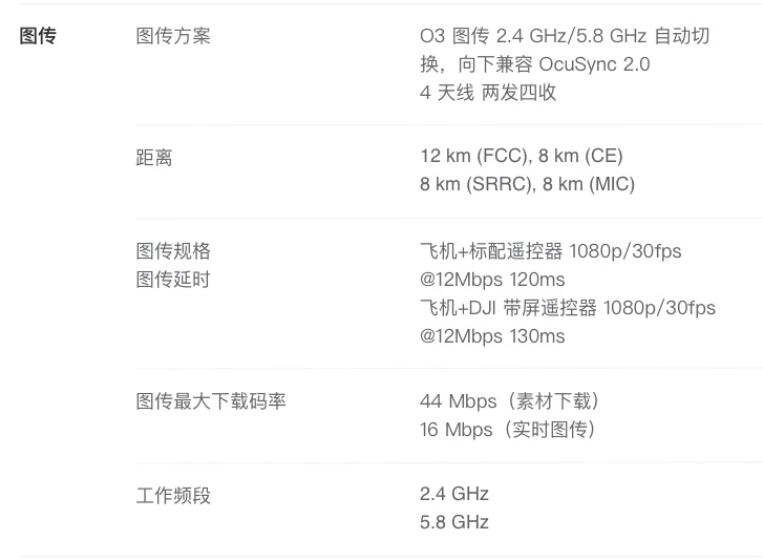 图传
图传方案
O3 图传 2.4 GHz/5.8 GHz 自动切
换，向下兼容 OcuSync 2.0
4 天线 两发四收
距离
12 km (FCC), 8 km (CE)
8 km (SRRC), 8 km (MIC)
图传规格
图传延时
飞机+标配遥控器 1080p/30fps
@12Mbps 120ms
飞机+DJI 带屏遥控器 1080p/30fps
@12Mbps 130ms
图传最大下载码率
44 Mbps（素材下载）
16 Mbps（实时图传）
工作频段
2.4 GHz
5.8 GHz